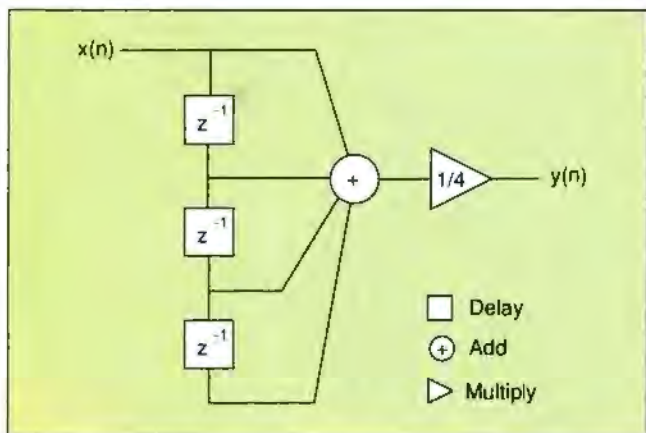 x(n)
z⁻¹
+
1/4
y(n)
z⁻¹
z⁻¹
Delay
+ Add
Multiply